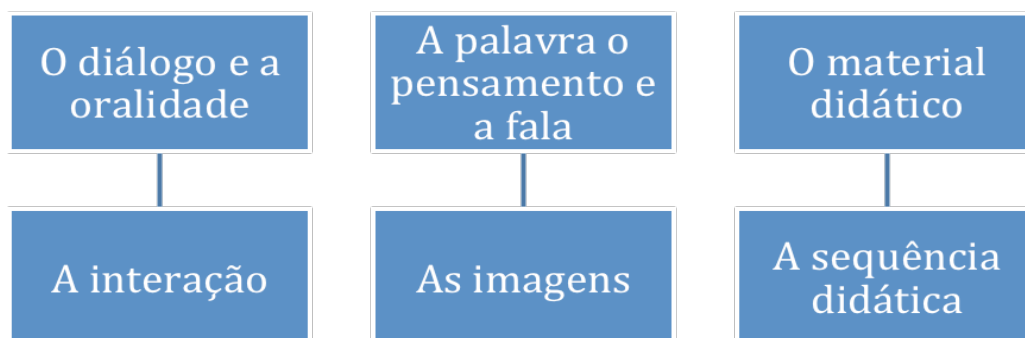 O diálogo e a
oralidade
A palavra o
pensamento e
a fala
O material
didático
A interação
As imagens
A sequência
didática